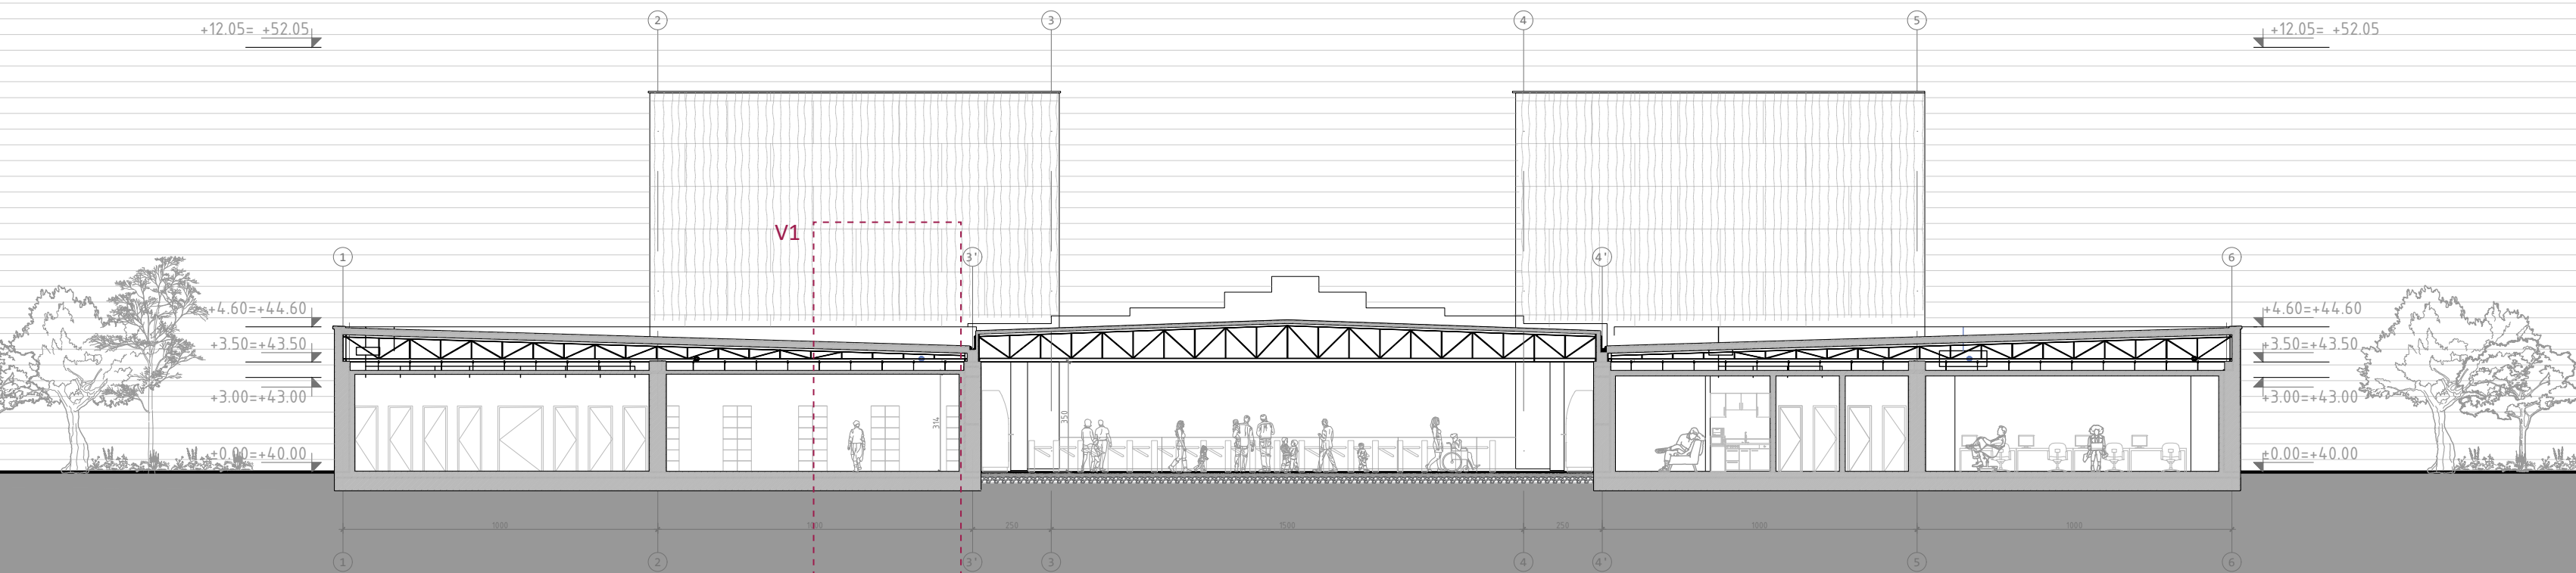 2 3 4 5
+12.05= +52.05 +12.05= +52.05
V1
1 3' 4' 6
+4.60=+44.60 +4.60=+44.60
+3.50=+43.50 +3.50=+43.50
+3.00=+43.00 +3.00=+43.00
314 350
±0.00=+40.00 ±0.00=+40.00
1000 1000 250 1500 250 1000 1000
1 2 3' 3 4 4' 5 6